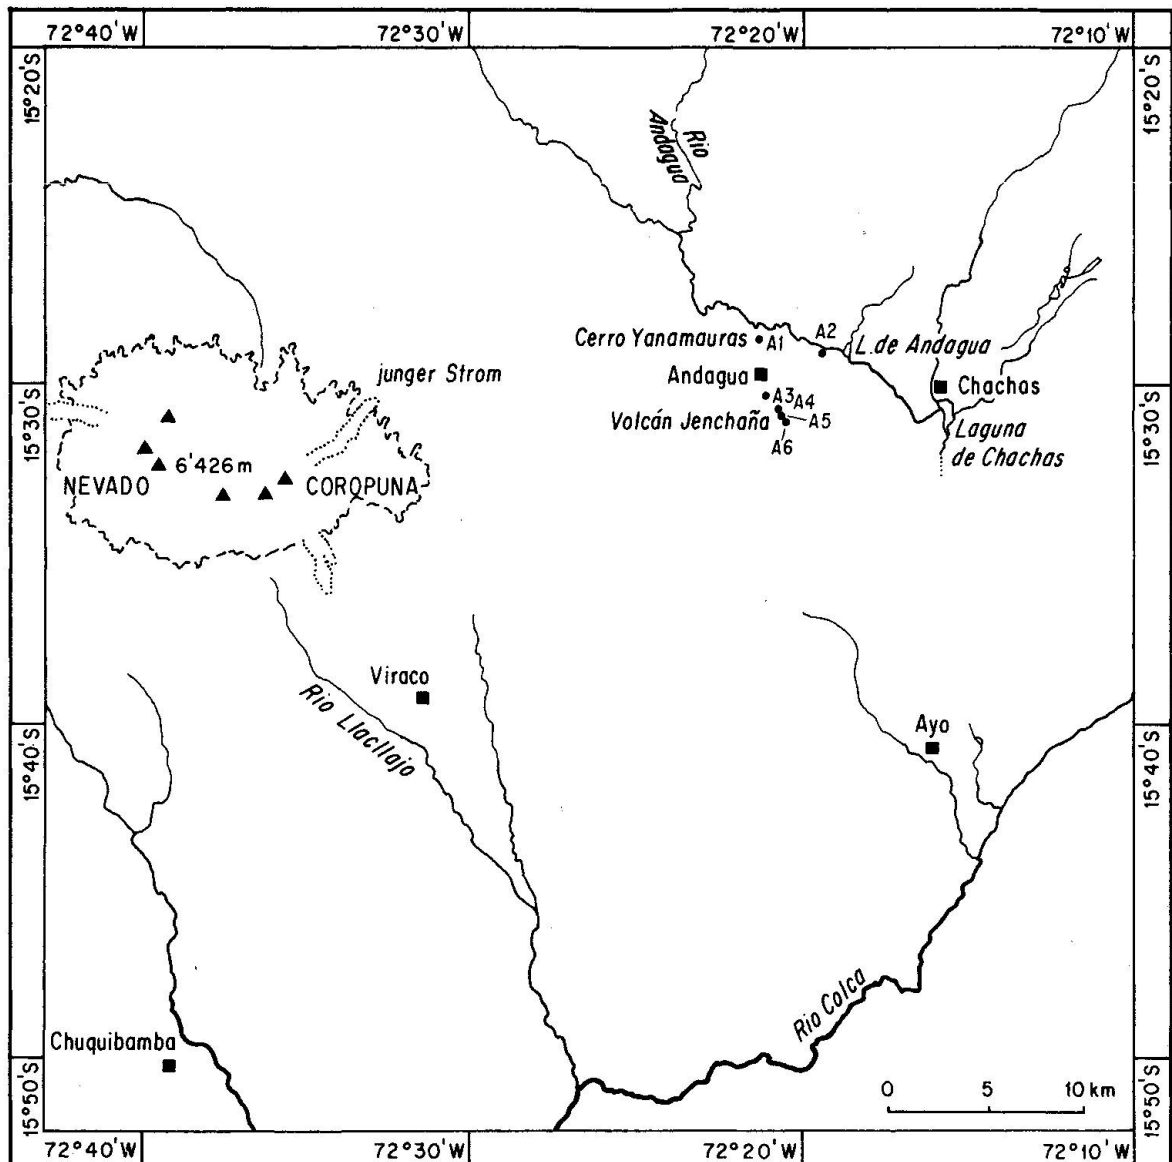 72°40'W
72°30'W
72°20'W
72°10'W
15°20'S
15°20'S
Rio
Andagua
Cerro Yanamauras
A1
A2
L. de Andagua
junger Strom
Andagua
Chachas
15°30'S
15°30'S
A3
A4
Volcán Jenchaña
A5
A6
Laguna
de Chachas
6'426 m
NEVADO
COROPUNA
Viraco
Rio Llacllajo
Ayo
15°40'S
15°40'S
Rio Colca
Chuquibamba
15°50'S
15°50'S
0
5
10 km
72°40'W
72°30'W
72°20'W
72°10'W